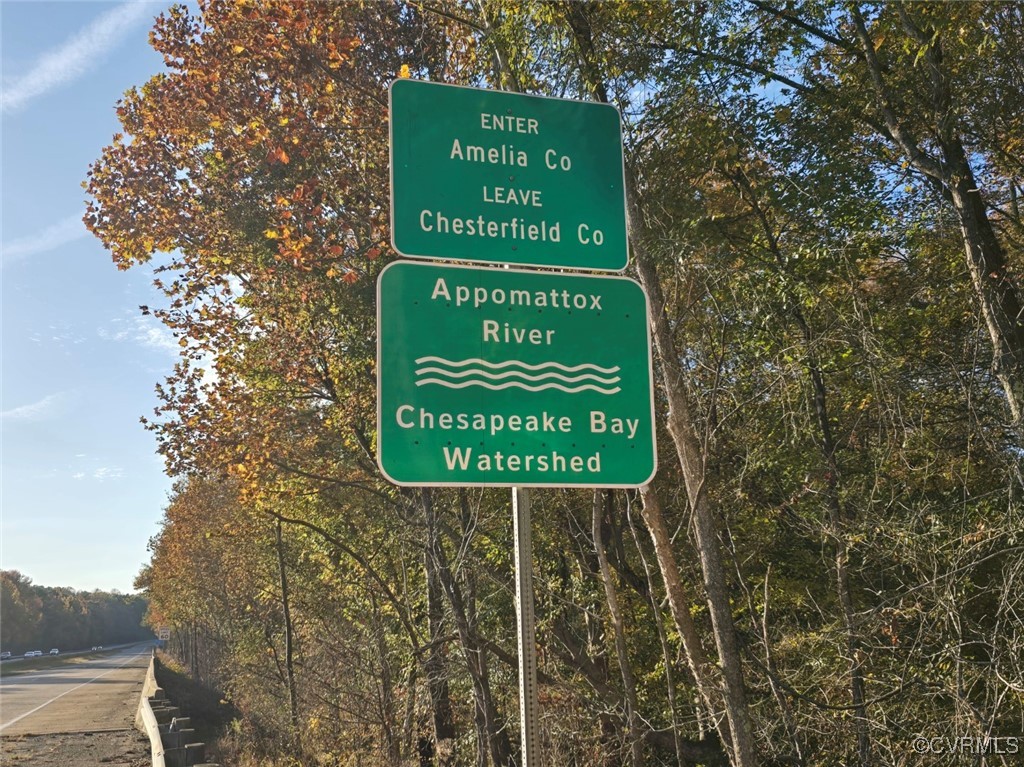 ENTER
Amelia Co
LEAVE
Chesterfield Co
Appomattox
River
Chesapeake Bay
Watershed
©CVRMLS